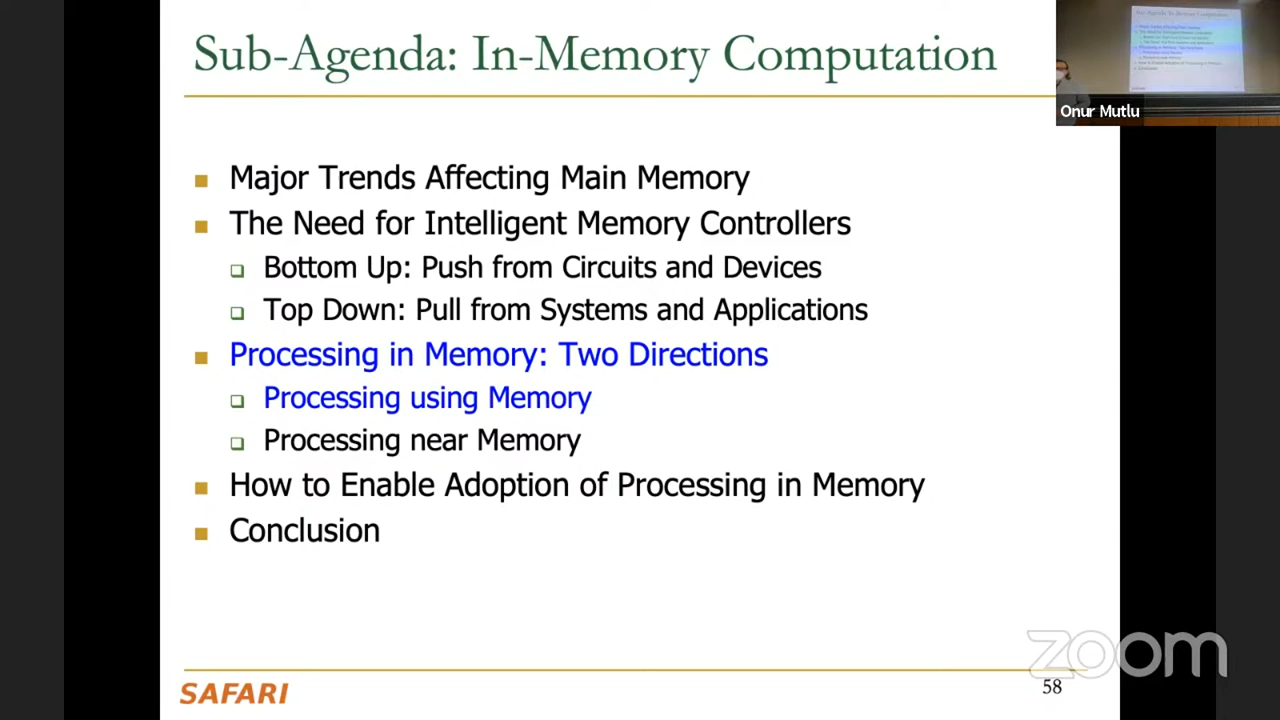 Sub-Agenda: In-Memory Computation
Onur Mutlu
Major Trends Affecting Main Memory
The Need for Intelligent Memory Controllers
Bottom Up: Push from Circuits and Devices
Top Down: Pull from Systems and Applications
Processing in Memory: Two Directions
Processing using Memory
Processing near Memory
How to Enable Adoption of Processing in Memory
Conclusion
zoom
SAFARI
58